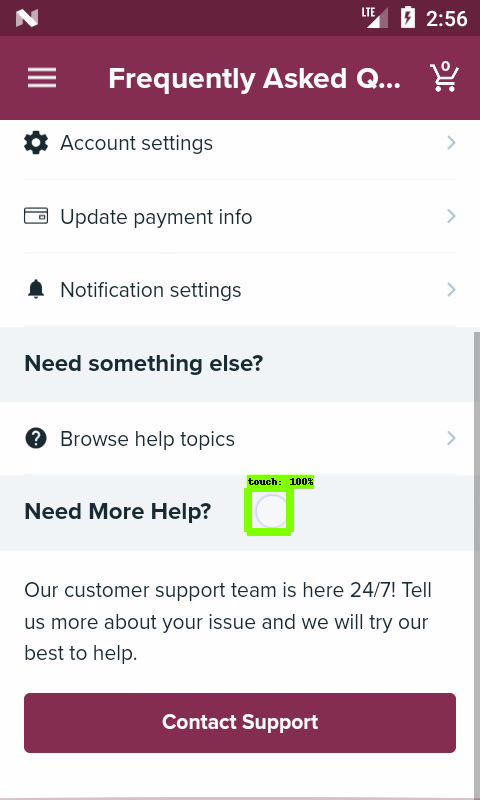 LTE 2:56
Frequently Asked Q... 0
Account settings
Update payment info
Notification settings
Need something else?
Browse help topics
touch: 100%
Need More Help?
Our customer support team is here 24/7! Tell
us more about your issue and we will try our
best to help.
Contact Support